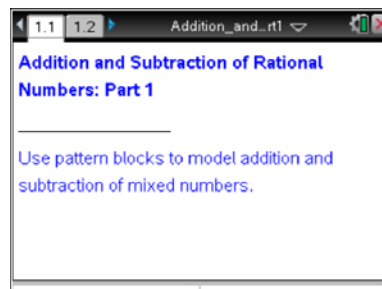 1.1 1.2 Addition_and…rt1
Addition and Subtraction of Rational
Numbers: Part 1
Use pattern blocks to model addition and
subtraction of mixed numbers.